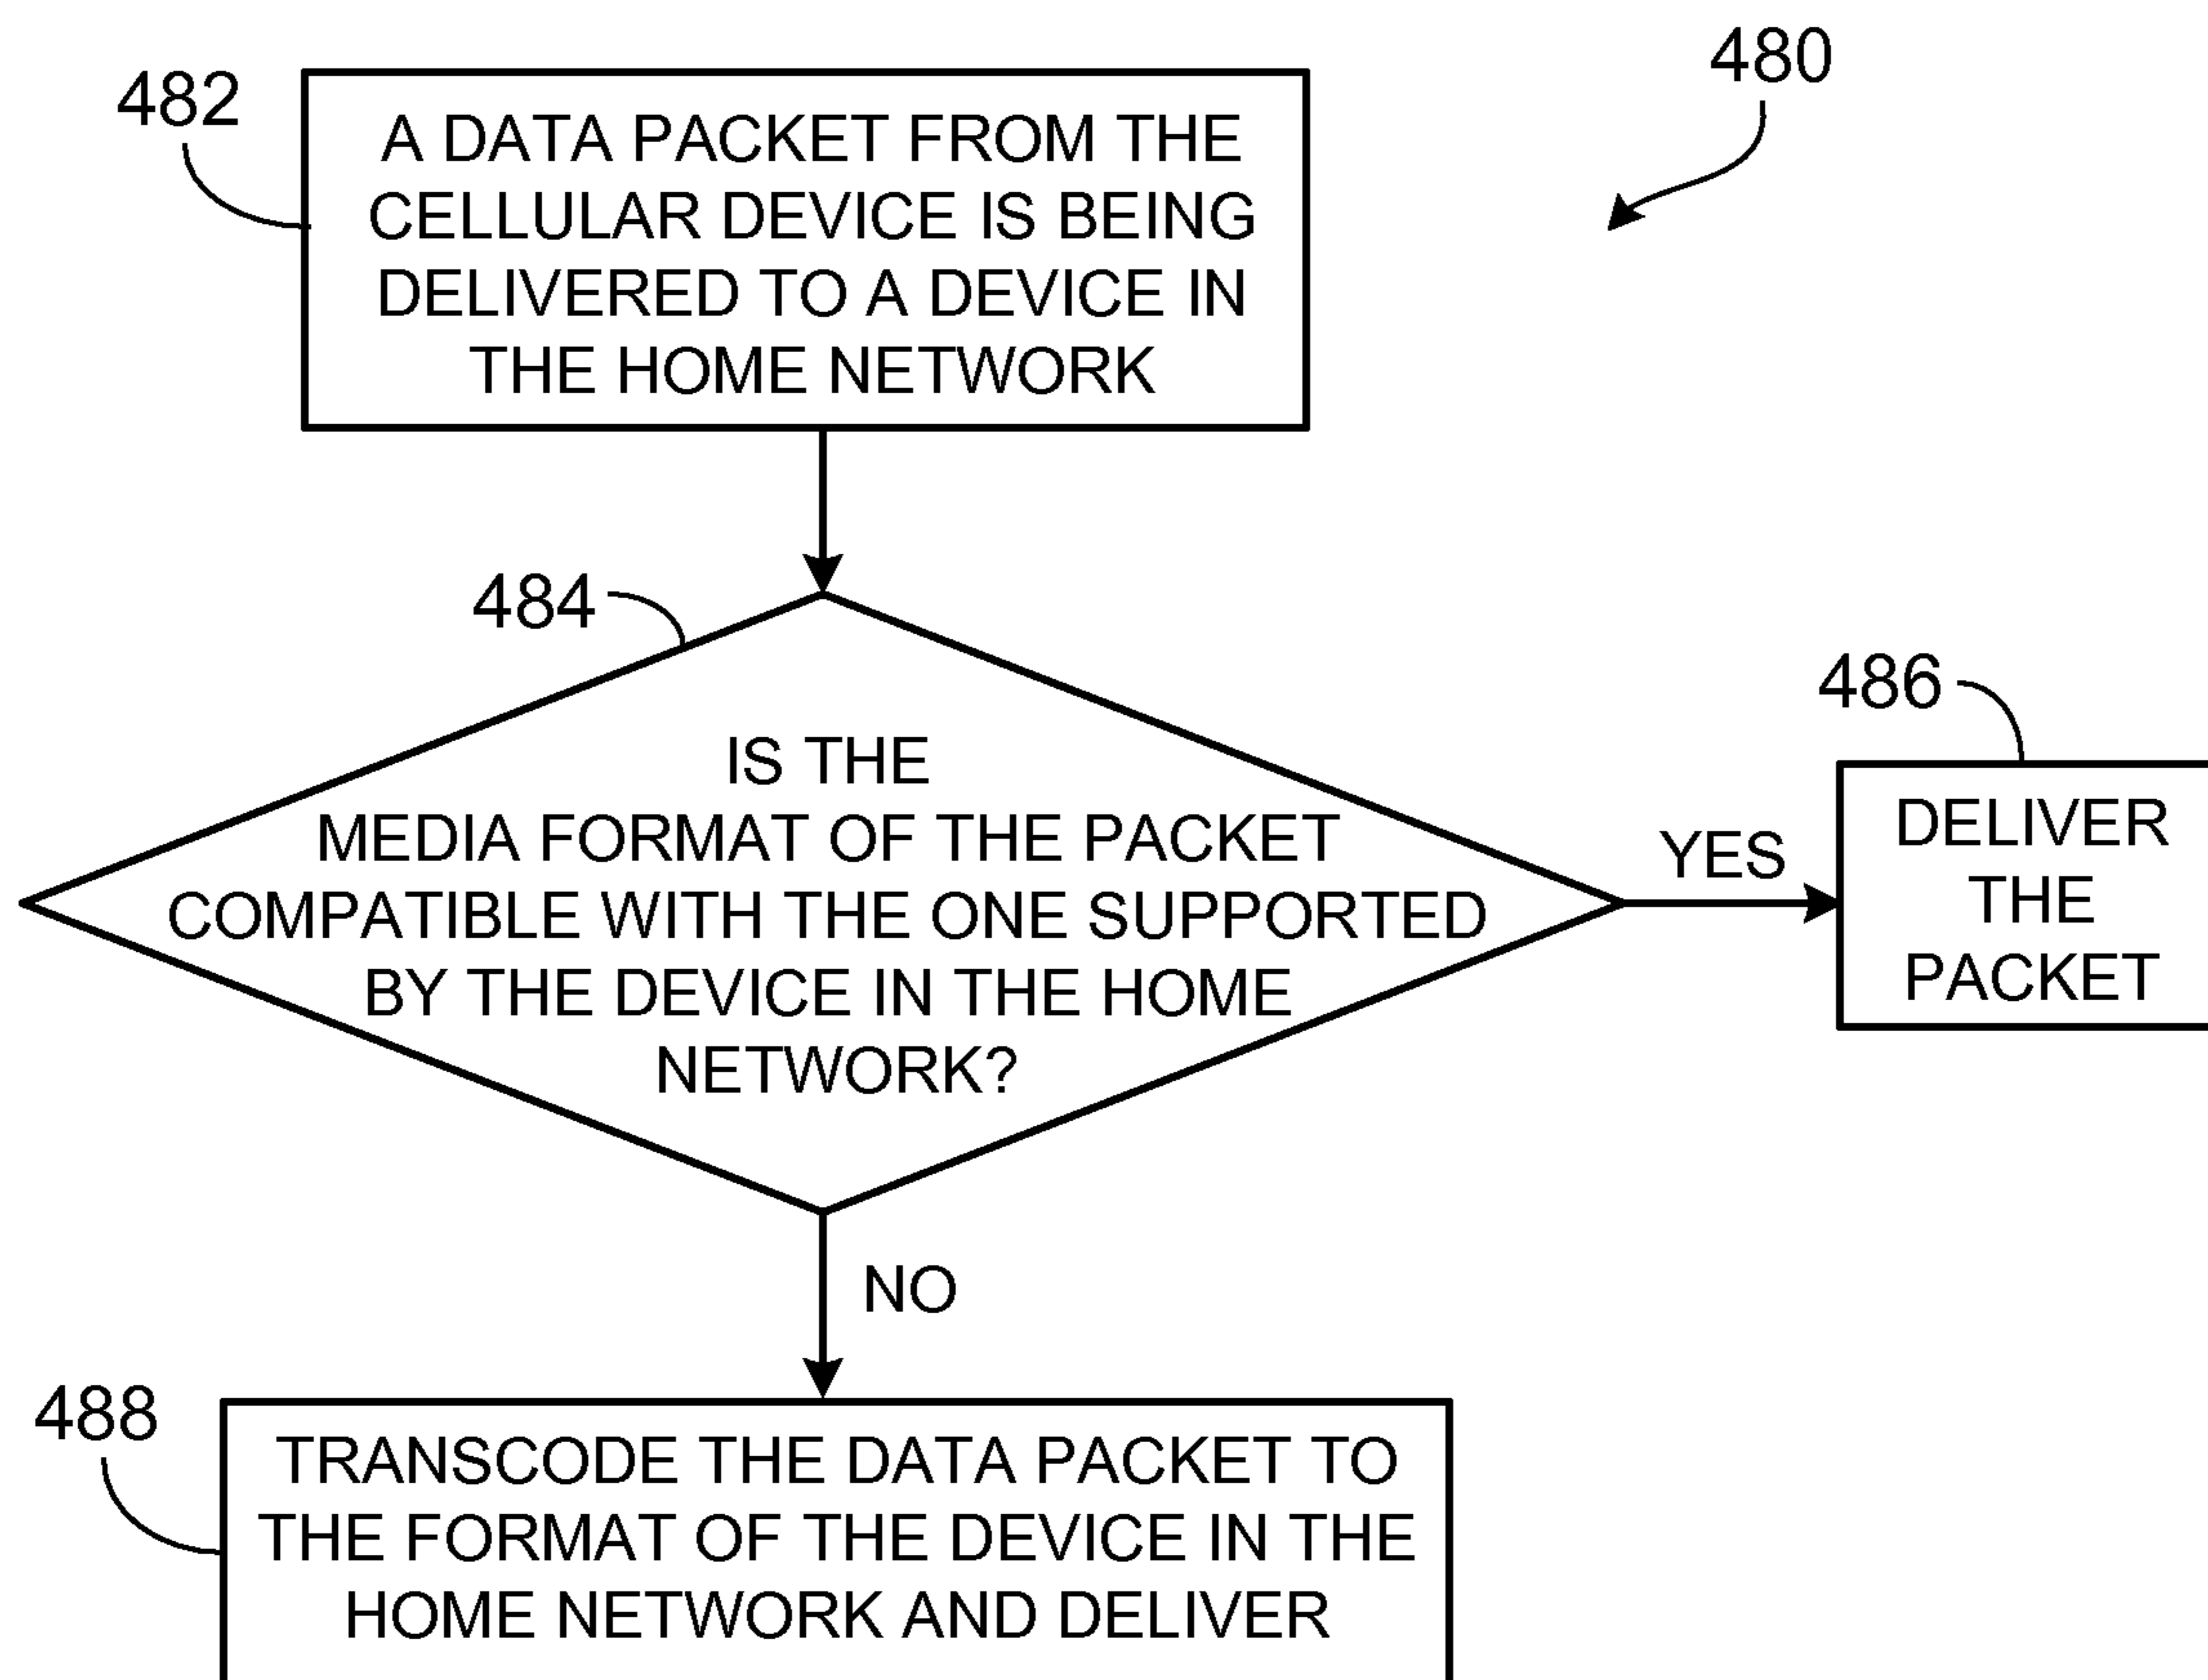 480
482
A DATA PACKET FROM THE
CELLULAR DEVICE IS BEING
DELIVERED TO A DEVICE IN
THE HOME NETWORK
484
IS THE
MEDIA FORMAT OF THE PACKET
COMPATIBLE WITH THE ONE SUPPORTED
BY THE DEVICE IN THE HOME
NETWORK?
YES
486
DELIVER
THE
PACKET
NO
488
TRANSCODE THE DATA PACKET TO
THE FORMAT OF THE DEVICE IN THE
HOME NETWORK AND DELIVER